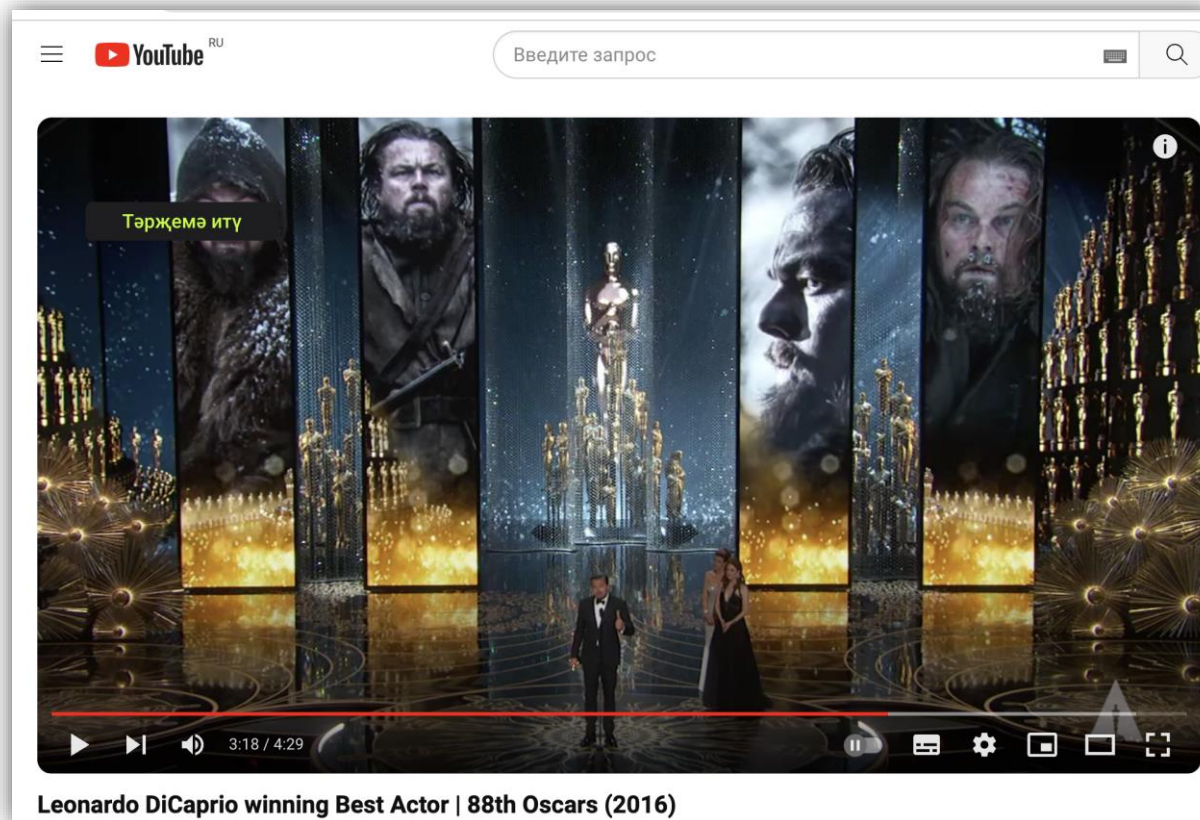 YouTube RU
Введите запрос
Тәрҗемә итү
3:18 / 4:29
Leonardo DiCaprio winning Best Actor | 88th Oscars (2016)